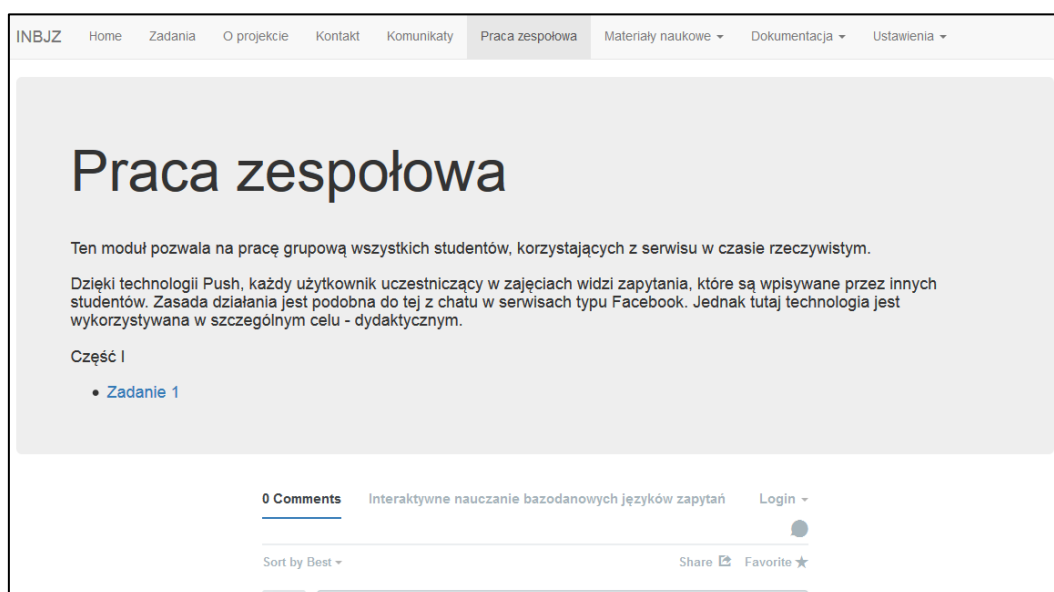 INBJZ Home Zadania O projekcie Kontakt Komunikaty Praca zespołowa Materiały naukowe Dokumentacja Ustawienia
Praca zespołowa
Ten moduł pozwala na pracę grupową wszystkich studentów, korzystających z serwisu w czasie rzeczywistym.
Dzięki technologii Push, każdy użytkownik uczestniczący w zajęciach widzi zapytania, które są wpisywane przez innych
studentów. Zasada działania jest podobna do tej z chatu w serwisach typu Facebook. Jednak tutaj technologia jest
wykorzystywana w szczególnym celu - dydaktycznym.
Część I
• Zadanie 1
0 Comments Interaktywne nauczanie bazodanowych języków zapytań Login
Sort by Best Share Favorite